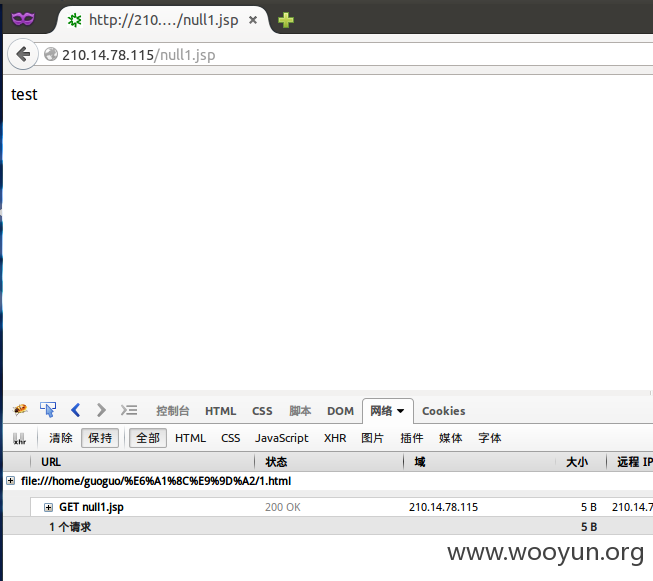 http://210.…/null1.jsp
210.14.78.115/null1.jsp
test
控制台 HTML CSS 脚本 DOM 网络 Cookies
xhr 清除 保持 全部 HTML CSS JavaScript XHR 图片 插件 媒体 字体
URL 状态 域 大小 远程 IP
file:///home/guoguo/%E6%A1%8C%E9%9D%A2/1.html
GET null1.jsp 200 OK 210.14.78.115 5 B 210.14.7
1 个请求 5 B
www.wooyun.org